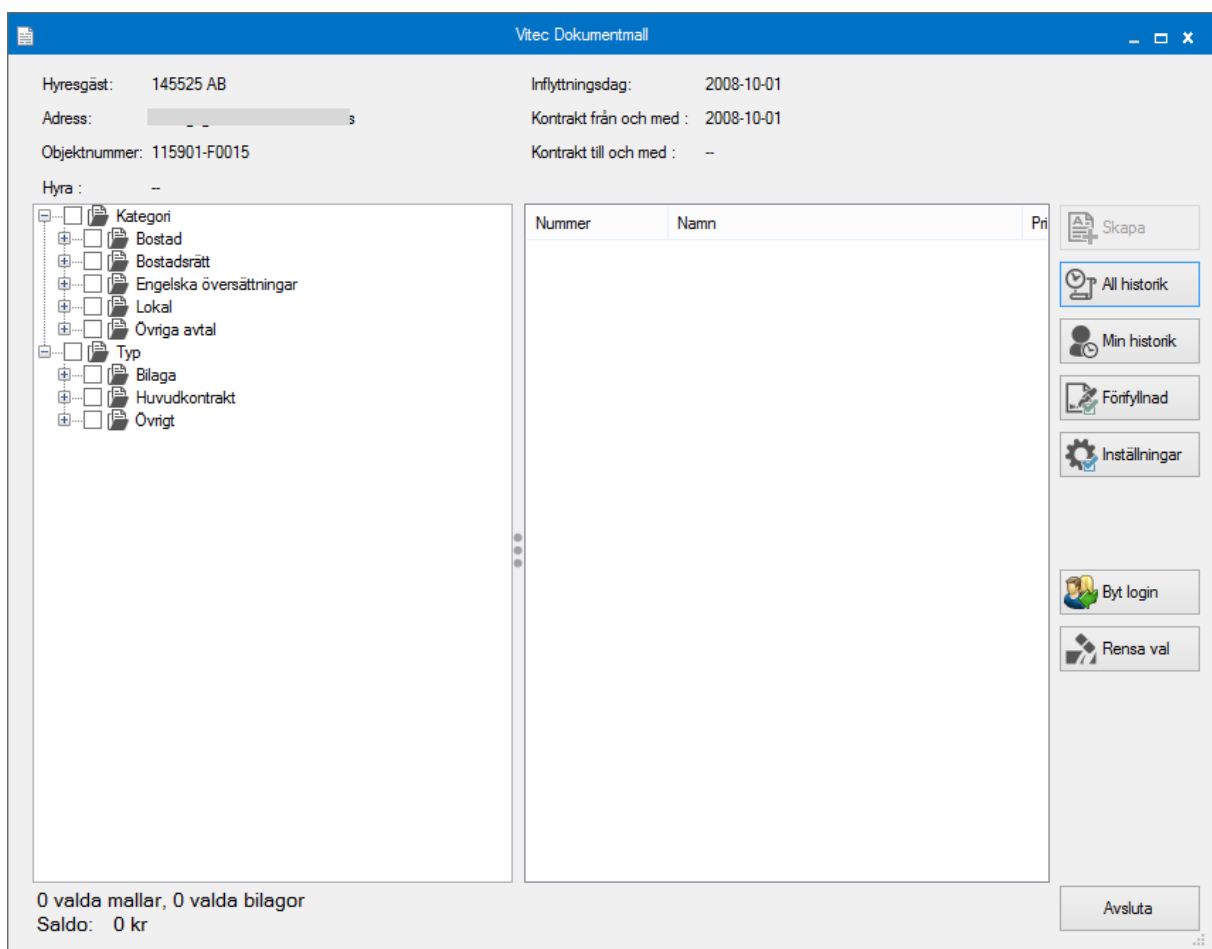 Vitec Dokumentmall
Hyresgäst: 145525 AB
Inflyttningsdag: 2008-10-01
Adress:
Kontrakt från och med : 2008-10-01
Objektnummer: 115901-F0015
Kontrakt till och med : --
Hyra : --
Kategori
Bostad
Bostadsrätt
Engelska översättningar
Lokal
Övriga avtal
Typ
Bilaga
Huvudkontrakt
Övrigt
Nummer Namn Pri
Skapa
All historik
Min historik
Förifyllnad
Inställningar
Byt login
Rensa val
0 valda mallar, 0 valda bilagor
Saldo: 0 kr
Avsluta